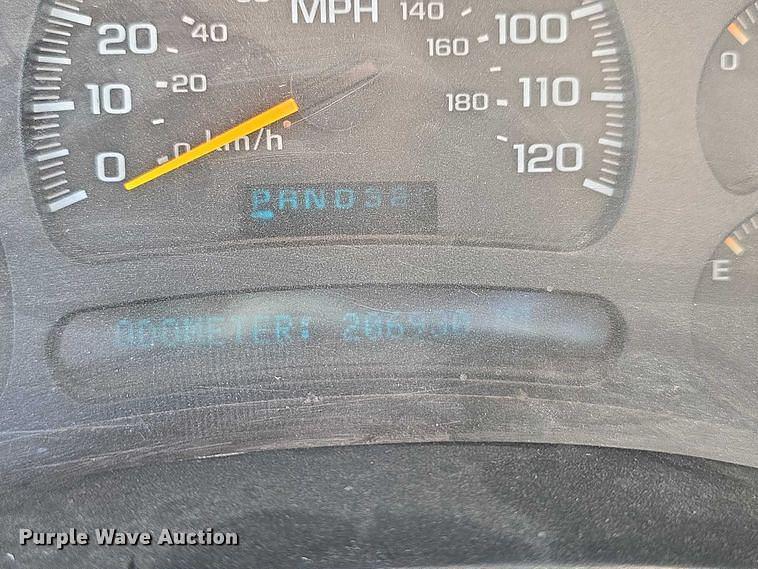 MPH 140
20 40 160 100
10 20 180 110
0 0 km/h 120
0
PRND32
E
ODOMETER:
Purple Wave Auction®